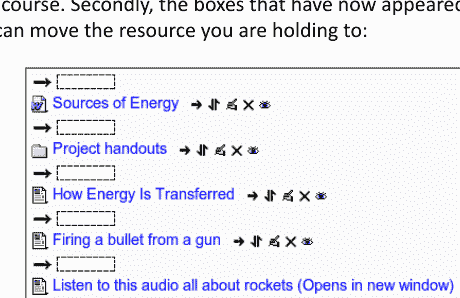 course. Secondly, the boxes that have now appeared
can move the resource you are holding to:
Sources of Energy
Project handouts
How Energy Is Transferred
Firing a bullet from a gun
Listen to this audio all about rockets (Opens in new window)